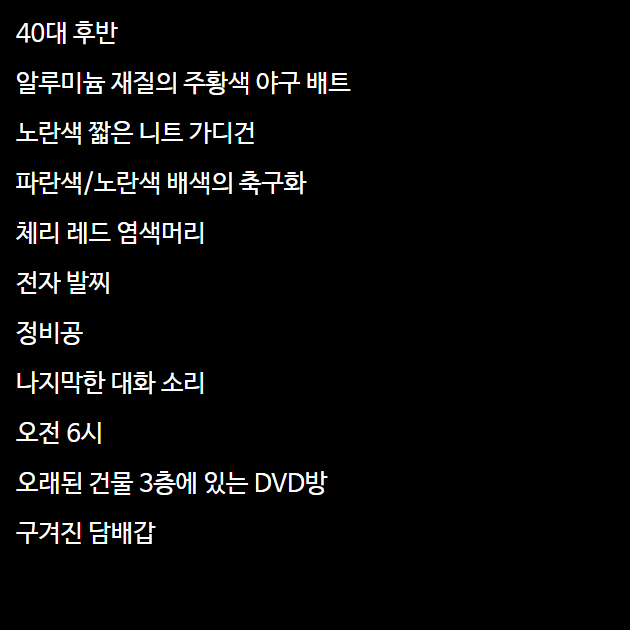 40대 후반
알루미늄 재질의 주황색 야구 배트
노란색 짧은 니트 가디건
파란색/노란색 배색의 축구화
체리 레드 염색머리
전자 발찌
정비공
나지막한 대화 소리
오전 6시
오래된 건물 3층에 있는 DVD방
구겨진 담배갑